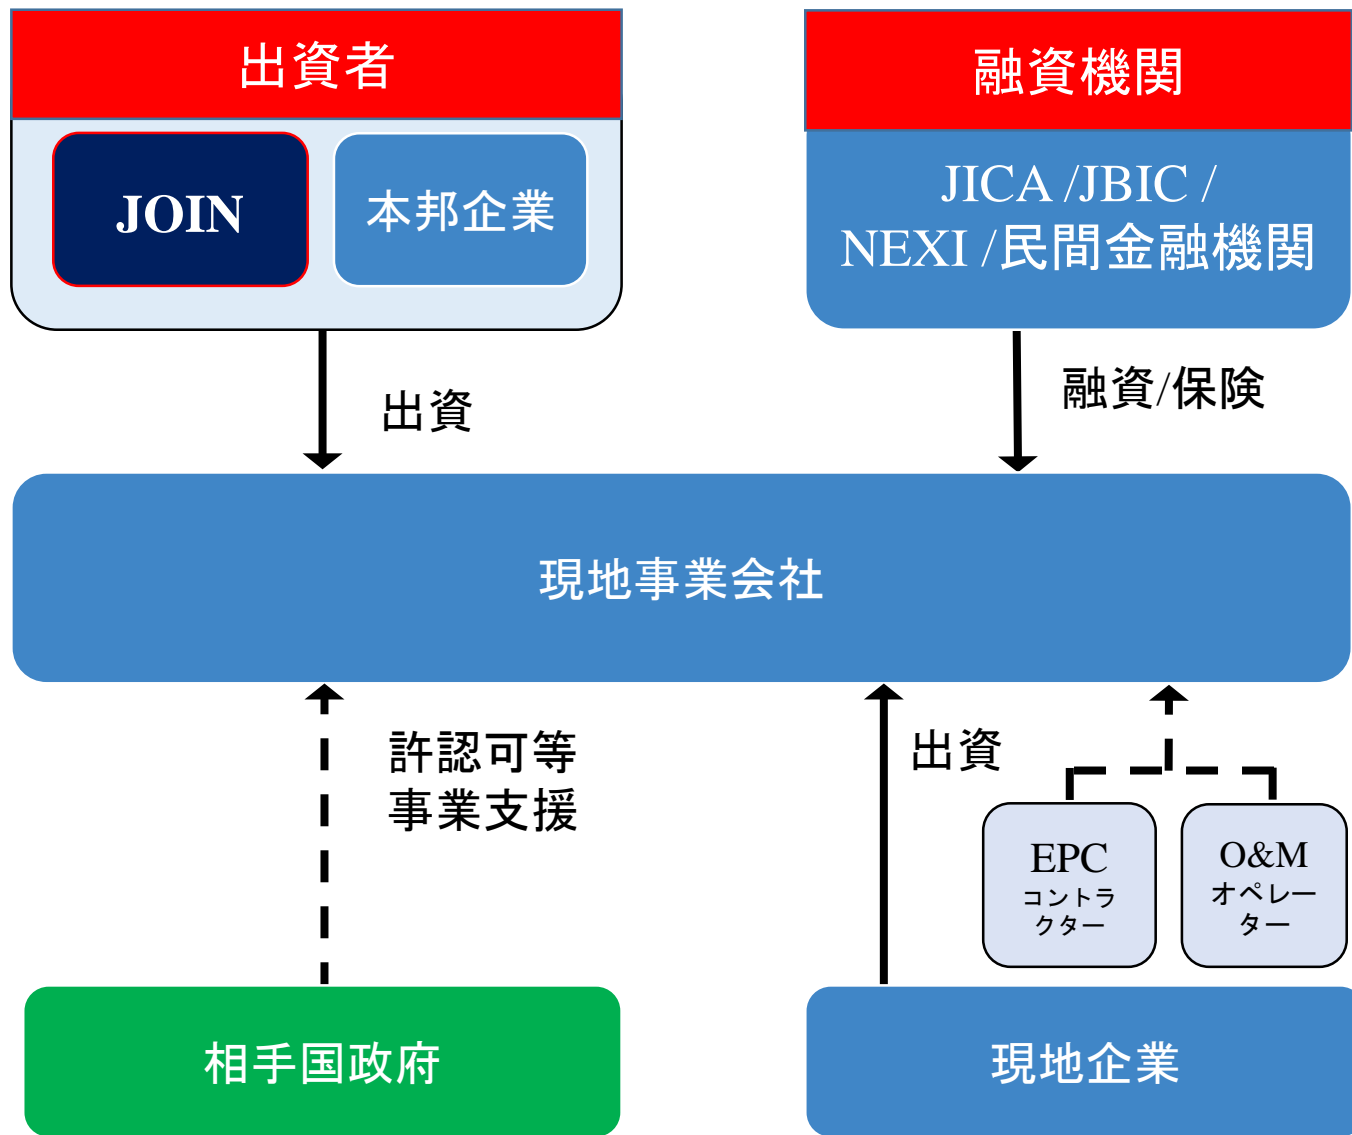 出資者
JOIN
本邦企業
融資機関
JICA /JBIC /
NEXI /民間金融機関
出資
融資/保険
現地事業会社
許認可等
事業支援
出資
EPC
コントラ
クター
O&M
オペレー
ター
相手国政府
現地企業